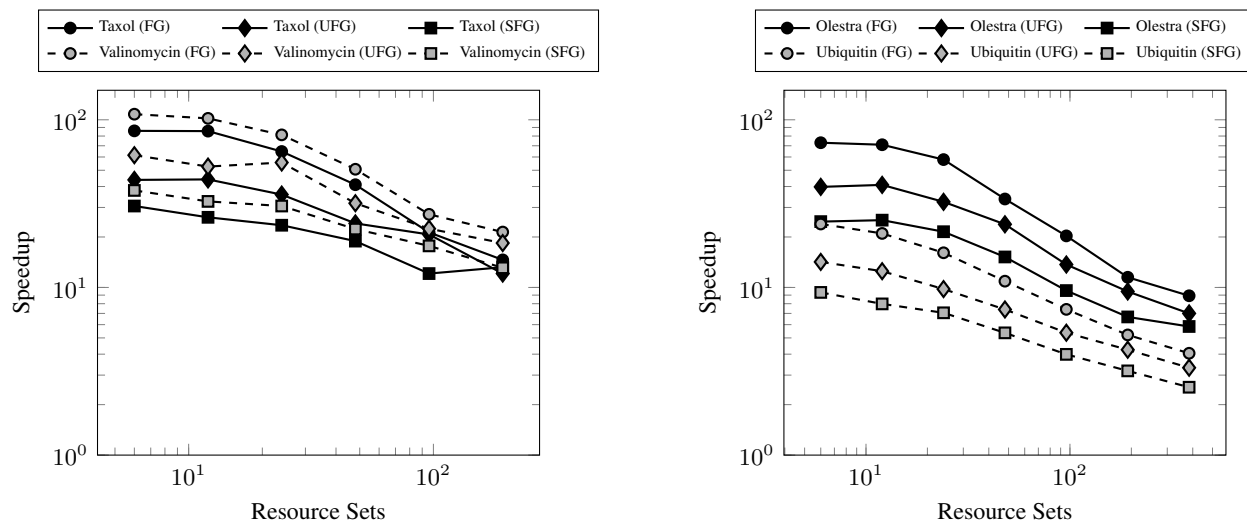 Taxol (FG) Taxol (UFG) Taxol (SFG)
Valinomycin (FG) Valinomycin (UFG) Valinomycin (SFG)
10^2
10^1
10^0
Speedup
10^1 10^2
Resource Sets
Olestra (FG) Olestra (UFG) Olestra (SFG)
Ubiquitin (FG) Ubiquitin (UFG) Ubiquitin (SFG)
10^2
10^1
10^0
Speedup
10^1 10^2
Resource Sets